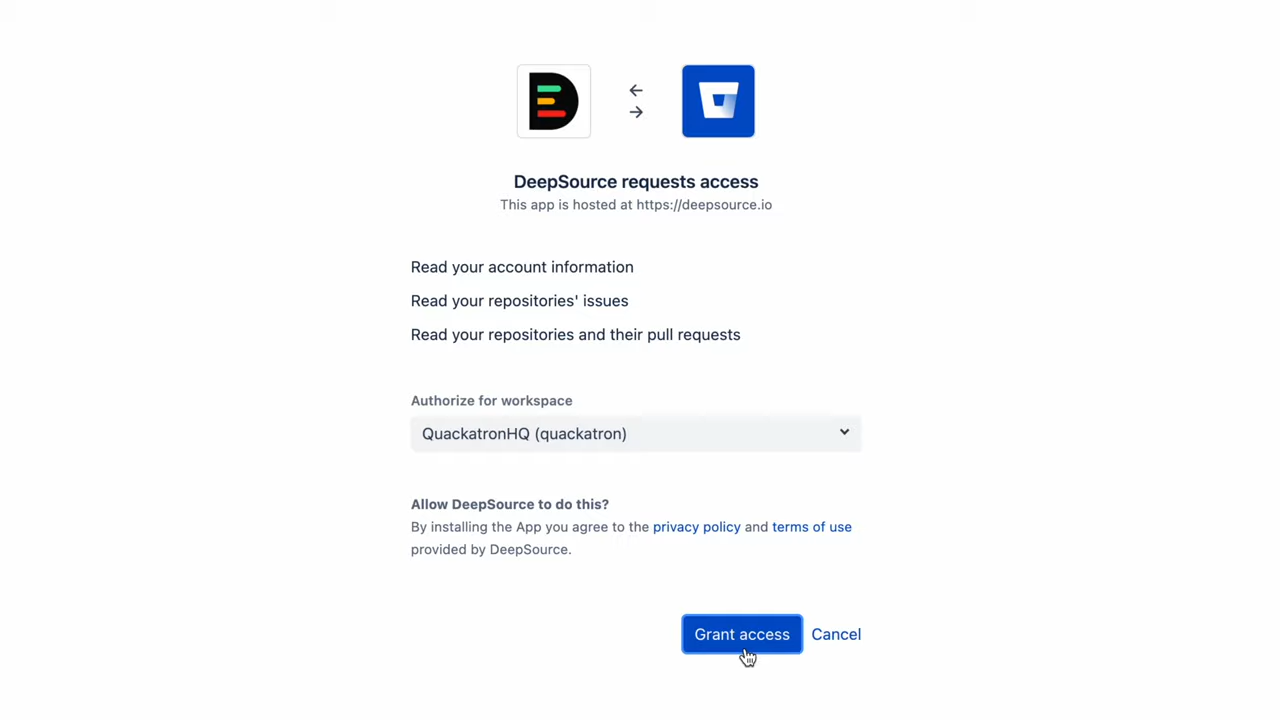 DeepSource requests access
This app is hosted at https://deepsource.io
Read your account information
Read your repositories' issues
Read your repositories and their pull requests
Authorize for workspace
QuackatronHQ (quackatron)
Allow DeepSource to do this?
By installing the App you agree to the privacy policy and terms of use
provided by DeepSource.
Grant access Cancel